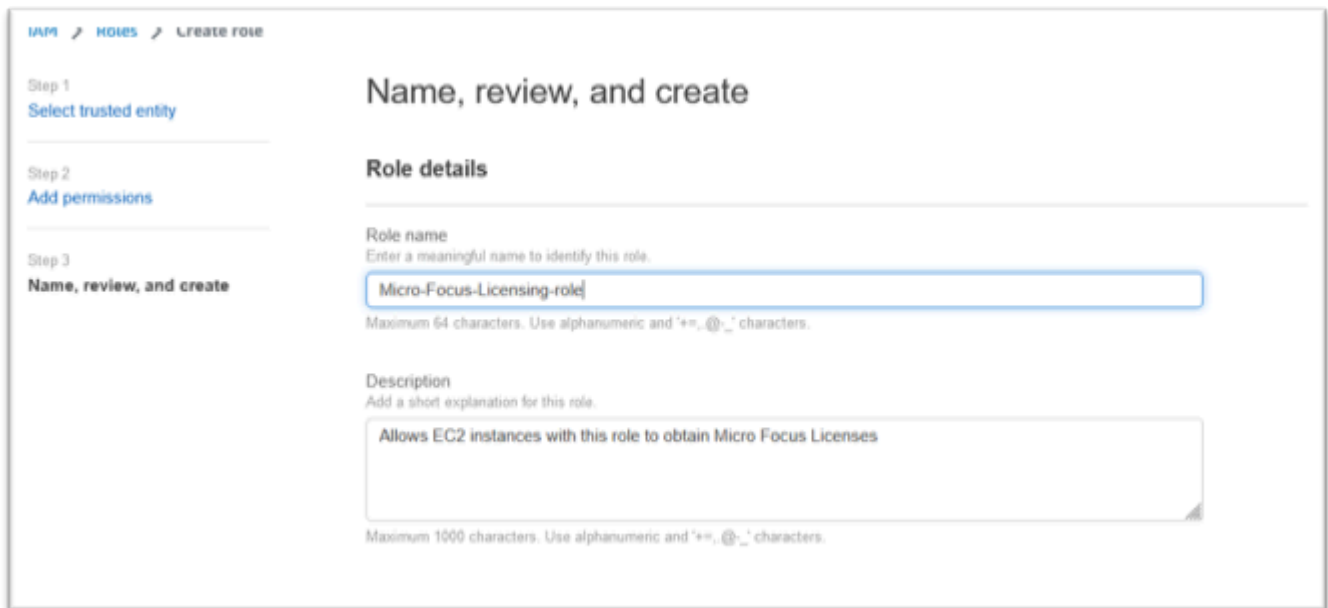 IAM > Roles > Create role
Step 1
Select trusted entity
Step 2
Add permissions
Step 3
Name, review, and create
Name, review, and create
Role details
Role name
Enter a meaningful name to identify this role.
Micro-Focus-Licensing-role
Maximum 64 characters. Use alphanumeric and '+=,.@-_' characters.
Description
Add a short explanation for this role.
Allows EC2 instances with this role to obtain Micro Focus Licenses
Maximum 1000 characters. Use alphanumeric and '+=,.@-_' characters.